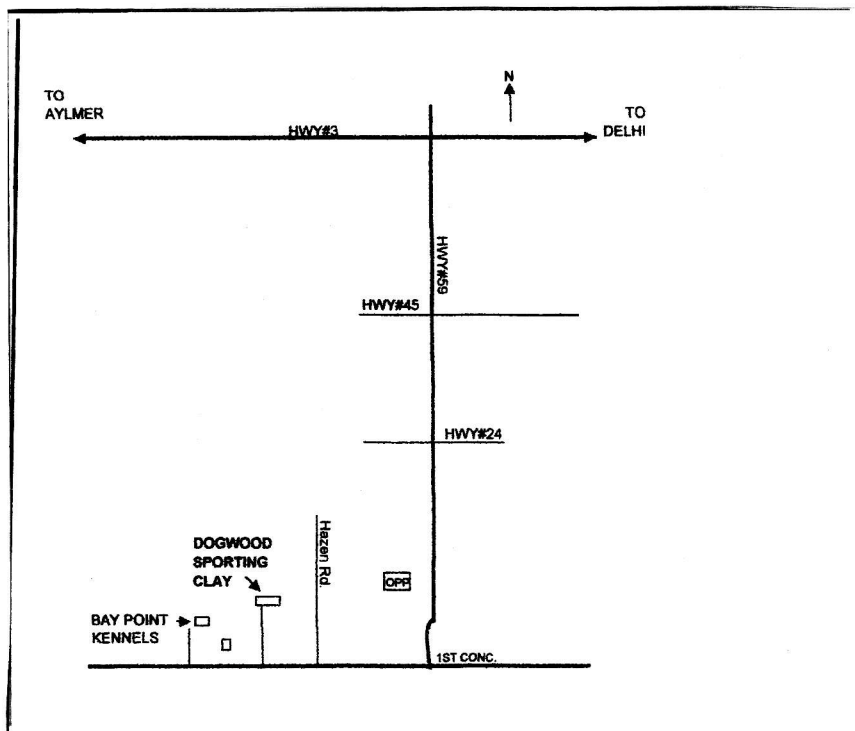 N
TO
AYLMER
TO
DELHI
HWY#3
HWY#59
HWY#45
HWY#24
Hazen Rd.
DOGWOOD
SPORTING
CLAY
OPP
BAY POINT
KENNELS
1ST CONC.